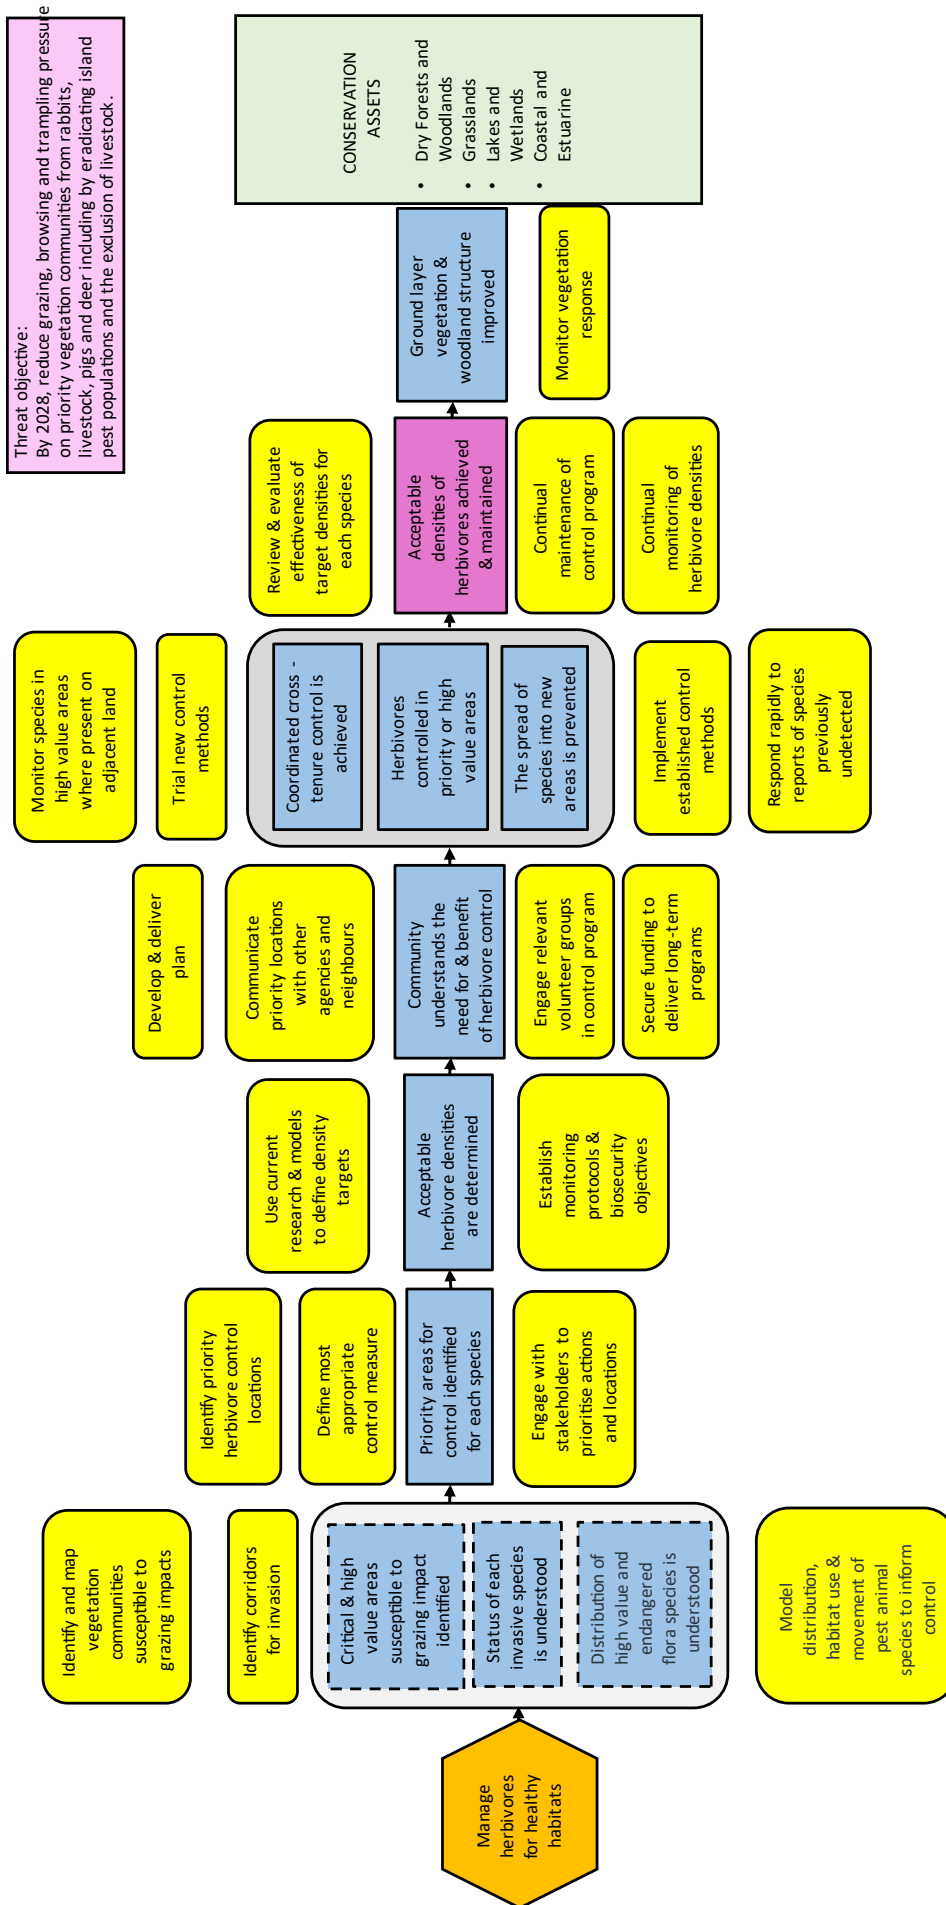 Threat objective:
By 2028, reduce grazing, browsing and trampling pressure
on priority vegetation communities from rabbits,
livestock, pigs and deer including by eradicating island
pest populations and the exclusion of livestock.
Manage
herbivores
for healthy
habitats
Identify and map
vegetation
communities
susceptible to
grazing impacts
Identify corridors
for invasion
Critical & high
value areas
susceptible to
grazing impact
identified
Status of each
invasive species
is understood
Distribution of
high value and
endangered
flora species is
understood
Model
distribution,
habitat use &
movement of
pest animal
species to inform
control
Identify priority
herbivore control
locations
Define most
appropriate
control measure
Priority areas for
control identified
for each species
Engage with
stakeholders to
prioritise actions
and locations
Use current
research & models
to define density
targets
Acceptable
herbivore densities
are determined
Establish
monitoring
protocols &
biosecurity
objectives
Develop & deliver
plan
Communicate
priority locations
with other
agencies and
neighbours
Community
understands the
need for & benefit
of herbivore control
Engage relevant
volunteer groups
in control program
Secure funding to
deliver long-term
programs
Monitor species in
high value areas
where present on
adjacent land
Trial new control
methods
Coordinated cross -
tenure control is
achieved
Herbivores
controlled in
priority or high
value areas
The spread of
species into new
areas is prevented
Implement
established control
methods
Respond rapidly to
reports of species
previously
undetected
Review & evaluate
effectiveness of
target densities for
each species
Acceptable
densities of
herbivores achieved
& maintained
Continual
maintenance of
control program
Continual
monitoring of
herbivore densities
Ground layer
vegetation &
woodland structure
improved
Monitor vegetation
response
CONSERVATION
ASSETS
• Dry Forests and
Woodlands
• Grasslands
• Lakes and
Wetlands
• Coastal and
Estuarine